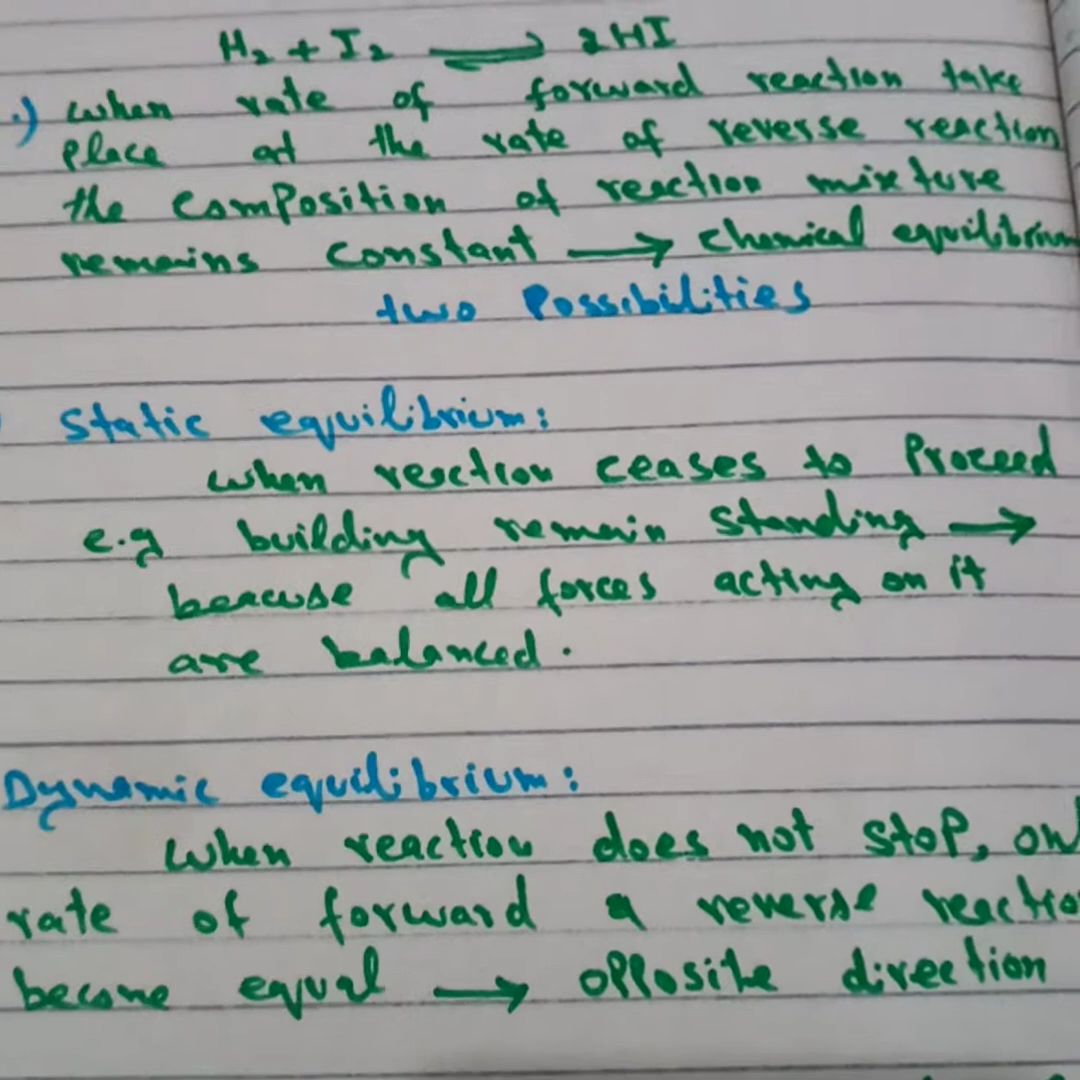 H₂ + I₂ ⇌ 2HI
.) when rate of forward reaction take
place at the rate of reverse reaction
the composition of reaction mixture
remains constant → chemical equilibrium
two Possibilities
Static equilibrium:
when reaction ceases to Proceed
e.g building remain standing →
because all forces acting on it
are balanced.
Dynamic equilibrium:
when reaction does not stop, onl
rate of forward & reverse reactio
become equal → opposite direction